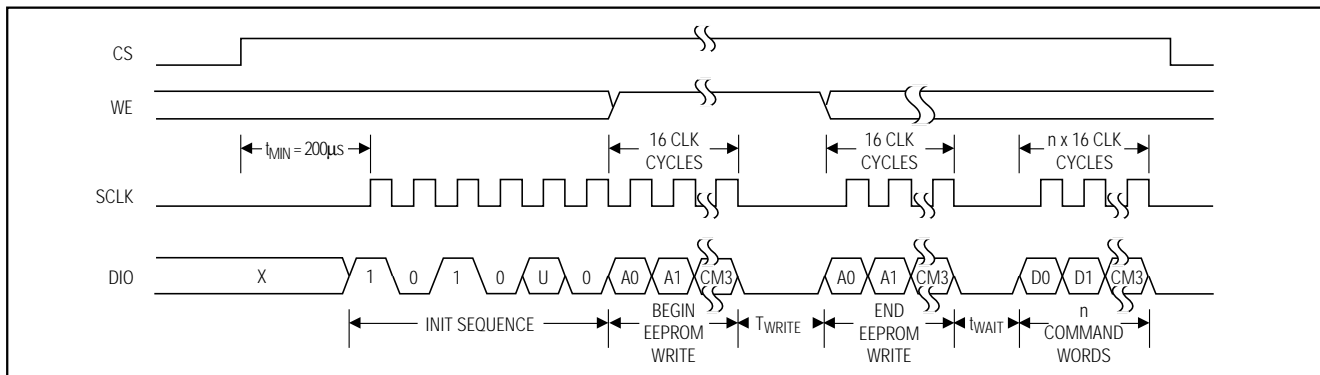 CS
WE
16 CLK
CYCLES
16 CLK
CYCLES
n x 16 CLK
CYCLES
tMIN = 200µs
SCLK
DIO
X
1
0
1
0
U
0
A0
A1
CM3
A0
A1
CM3
D0
D1
CM3
INIT SEQUENCE
BEGIN
EEPROM
WRITE
TWRITE
END
EEPROM
WRITE
tWAIT
n
COMMAND
WORDS